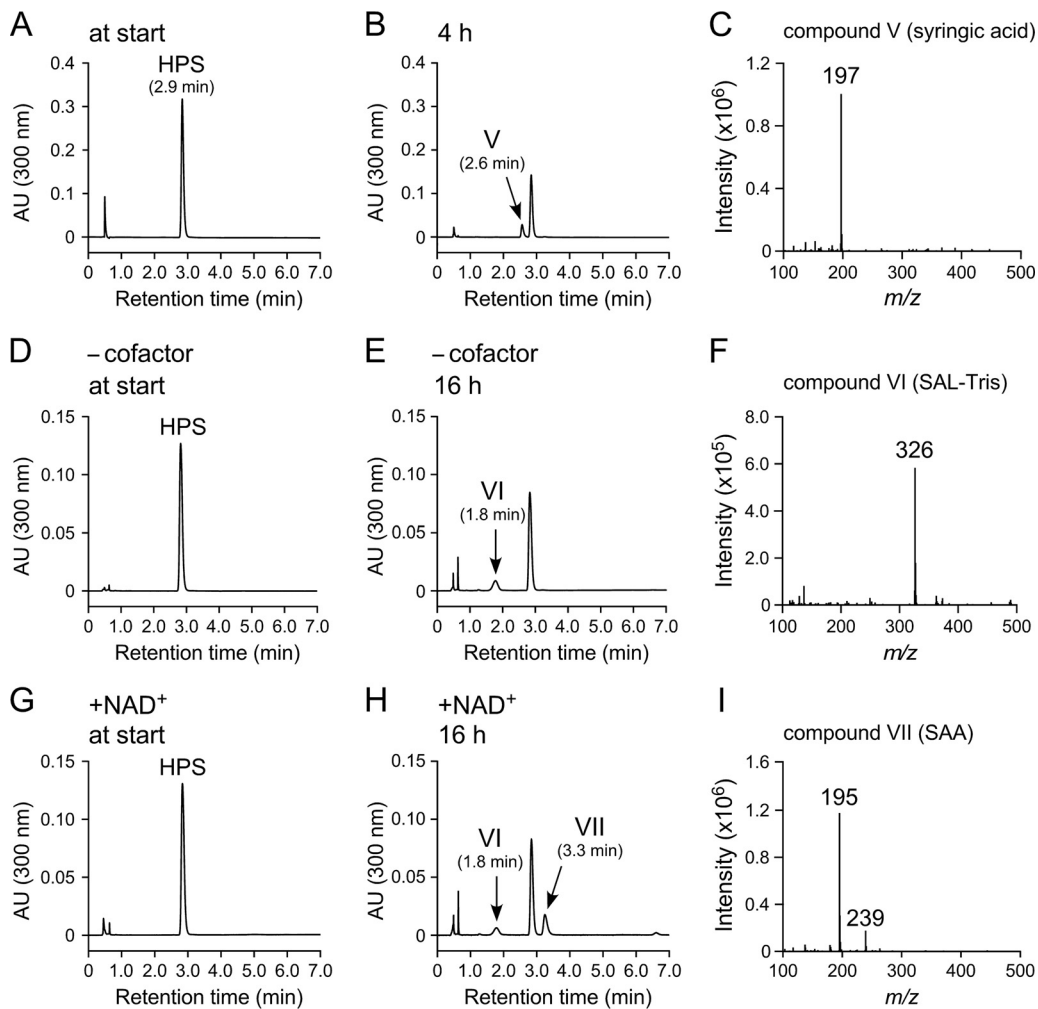 A
at start
HPS
(2.9 min)
0.4
0.3
0.2
0.1
0
AU (300 nm)
0 1.0 2.0 3.0 4.0 5.0 6.0 7.0
Retention time (min)
B
4 h
V
(2.6 min)
0.4
0.3
0.2
0.1
0
AU (300 nm)
0 1.0 2.0 3.0 4.0 5.0 6.0 7.0
Retention time (min)
C
compound V (syringic acid)
197
1.2
0.8
0.4
0
Intensity (x10⁶)
100 200 300 400 500
m/z
D
– cofactor
at start
HPS
0.15
0.10
0.05
0
AU (300 nm)
0 1.0 2.0 3.0 4.0 5.0 6.0 7.0
Retention time (min)
E
– cofactor
16 h
VI
(1.8 min)
0.15
0.10
0.05
0
AU (300 nm)
0 1.0 2.0 3.0 4.0 5.0 6.0 7.0
Retention time (min)
F
compound VI (SAL-Tris)
326
8.0
6.0
4.0
2.0
0
Intensity (x10⁵)
100 200 300 400 500
m/z
G
+NAD⁺
at start
HPS
0.15
0.10
0.05
0
AU (300 nm)
0 1.0 2.0 3.0 4.0 5.0 6.0 7.0
Retention time (min)
H
+NAD⁺
16 h
VI
(1.8 min)
VII
(3.3 min)
0.15
0.10
0.05
0
AU (300 nm)
0 1.0 2.0 3.0 4.0 5.0 6.0 7.0
Retention time (min)
I
compound VII (SAA)
195
239
1.6
1.2
0.8
0.4
0
Intensity (x10⁶)
100 200 300 400 500
m/z